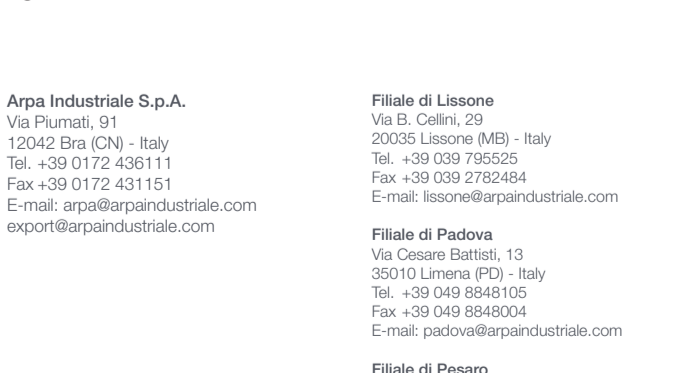 Arpa Industriale S.p.A.
Via Piumati, 91
12042 Bra (CN) - Italy
Tel. +39 0172 436111
Fax +39 0172 431151
E-mail: arpa@arpaindustriale.com
export@arpaindustriale.com
Filiale di Lissone
Via B. Cellini, 29
20035 Lissone (MB) - Italy
Tel. +39 039 795525
Fax +39 039 2782484
E-mail: lissone@arpaindustriale.com
Filiale di Padova
Via Cesare Battisti, 13
35010 Limena (PD) - Italy
Tel. +39 049 8848105
Fax +39 049 8848004
E-mail: padova@arpaindustriale.com
Filiale di Pesaro